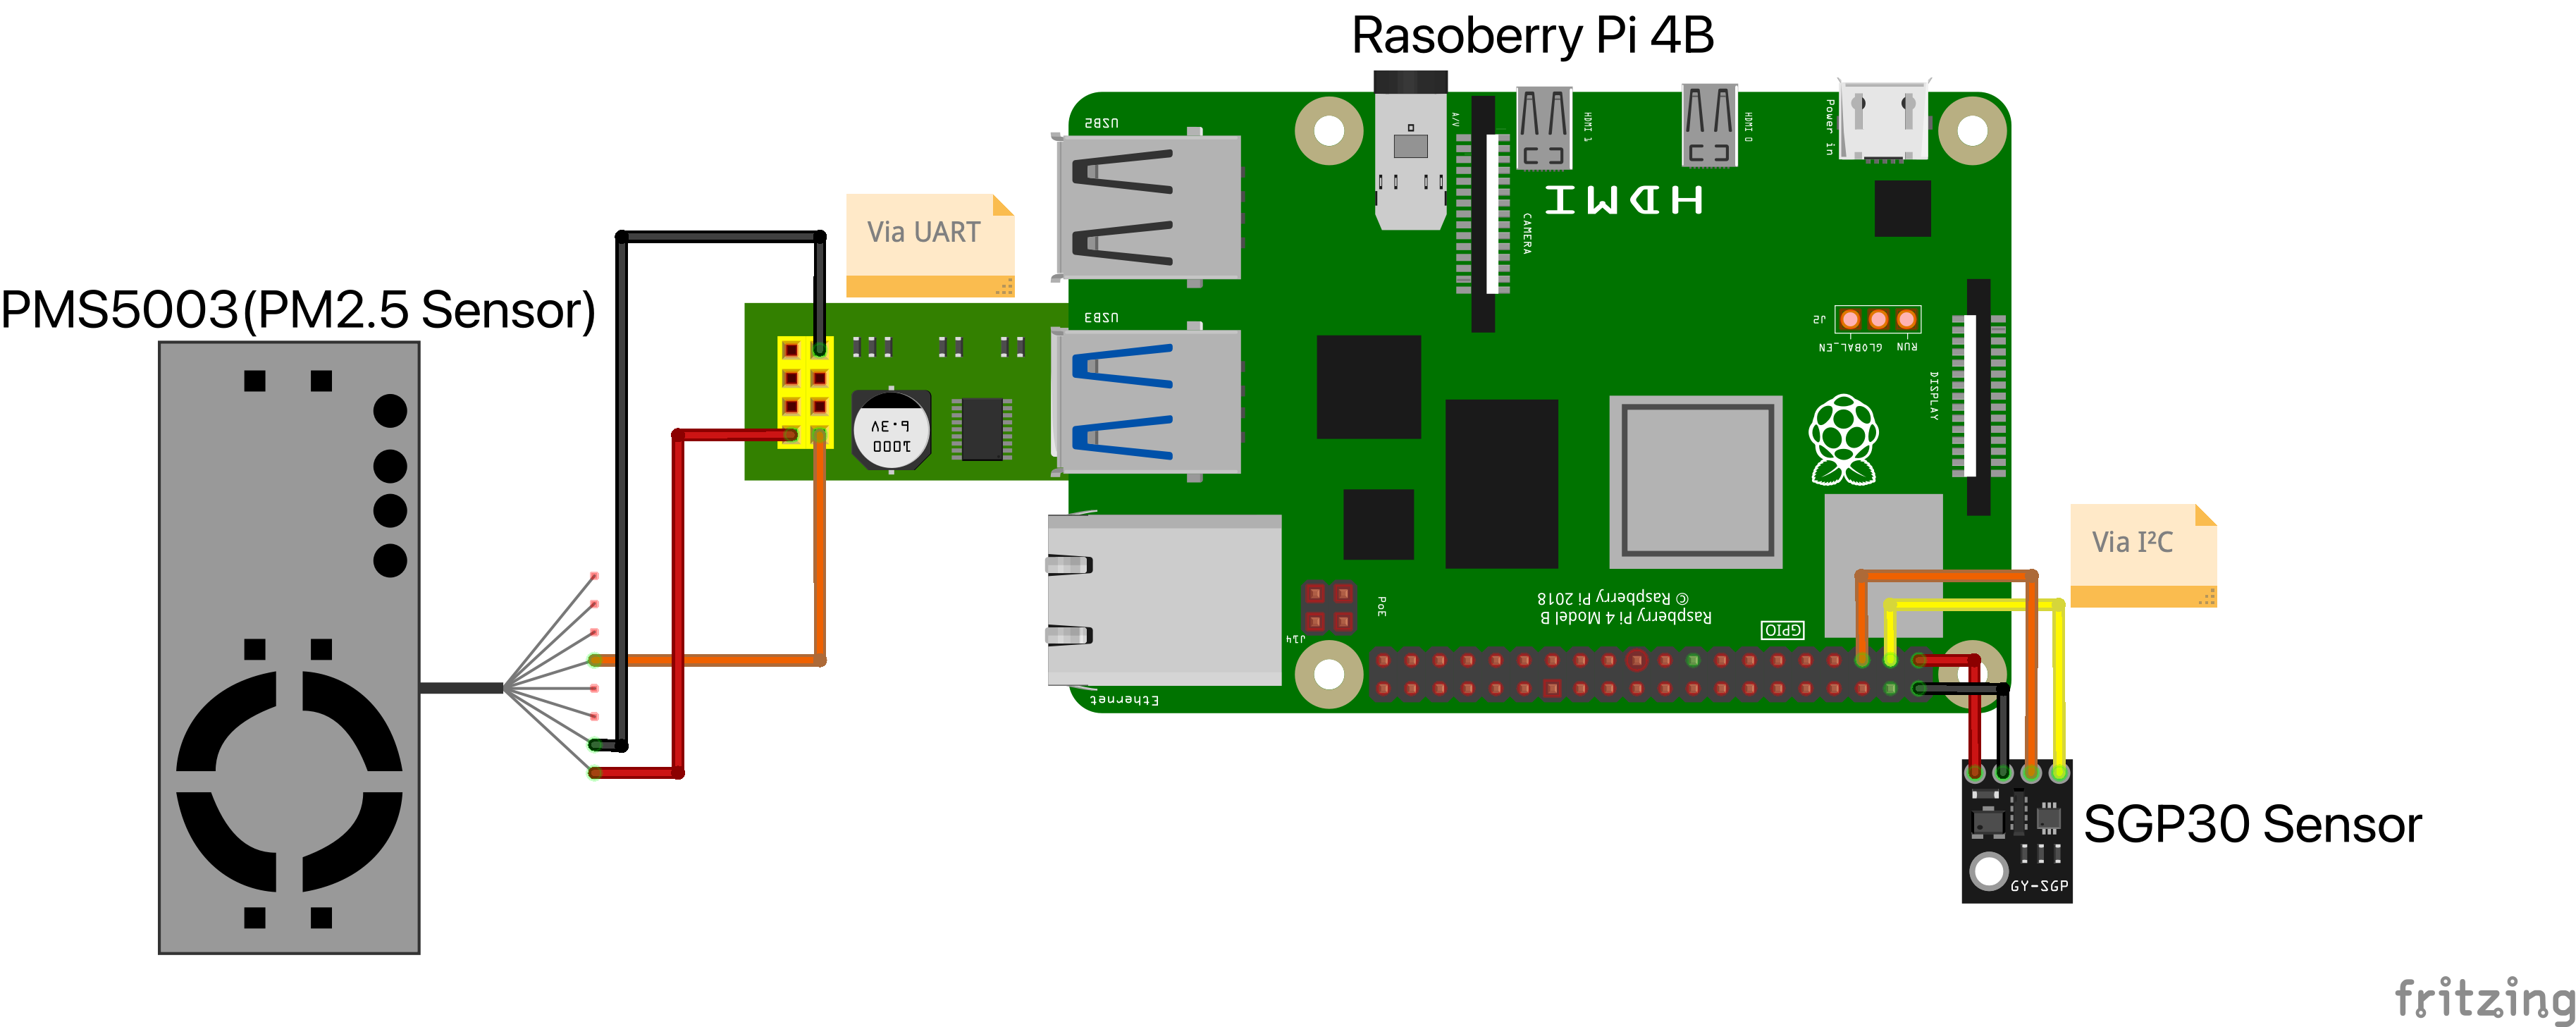 Rasoberry Pi 4B
USB2
A/V
HDMI 1
HDMI 0
Power in
HDMI
CAMERA
Via UART
PMS5003(PM2.5 Sensor)
USB3
J2
GLOBAL_EN
RUN
DISPLAY
6.3V
1000
Via I²C
PoE
J14
© Raspberry Pi 2018
Raspberry Pi 4 Model B
GPIO
Ethernet
SGP30 Sensor
GY-SGP
fritzing